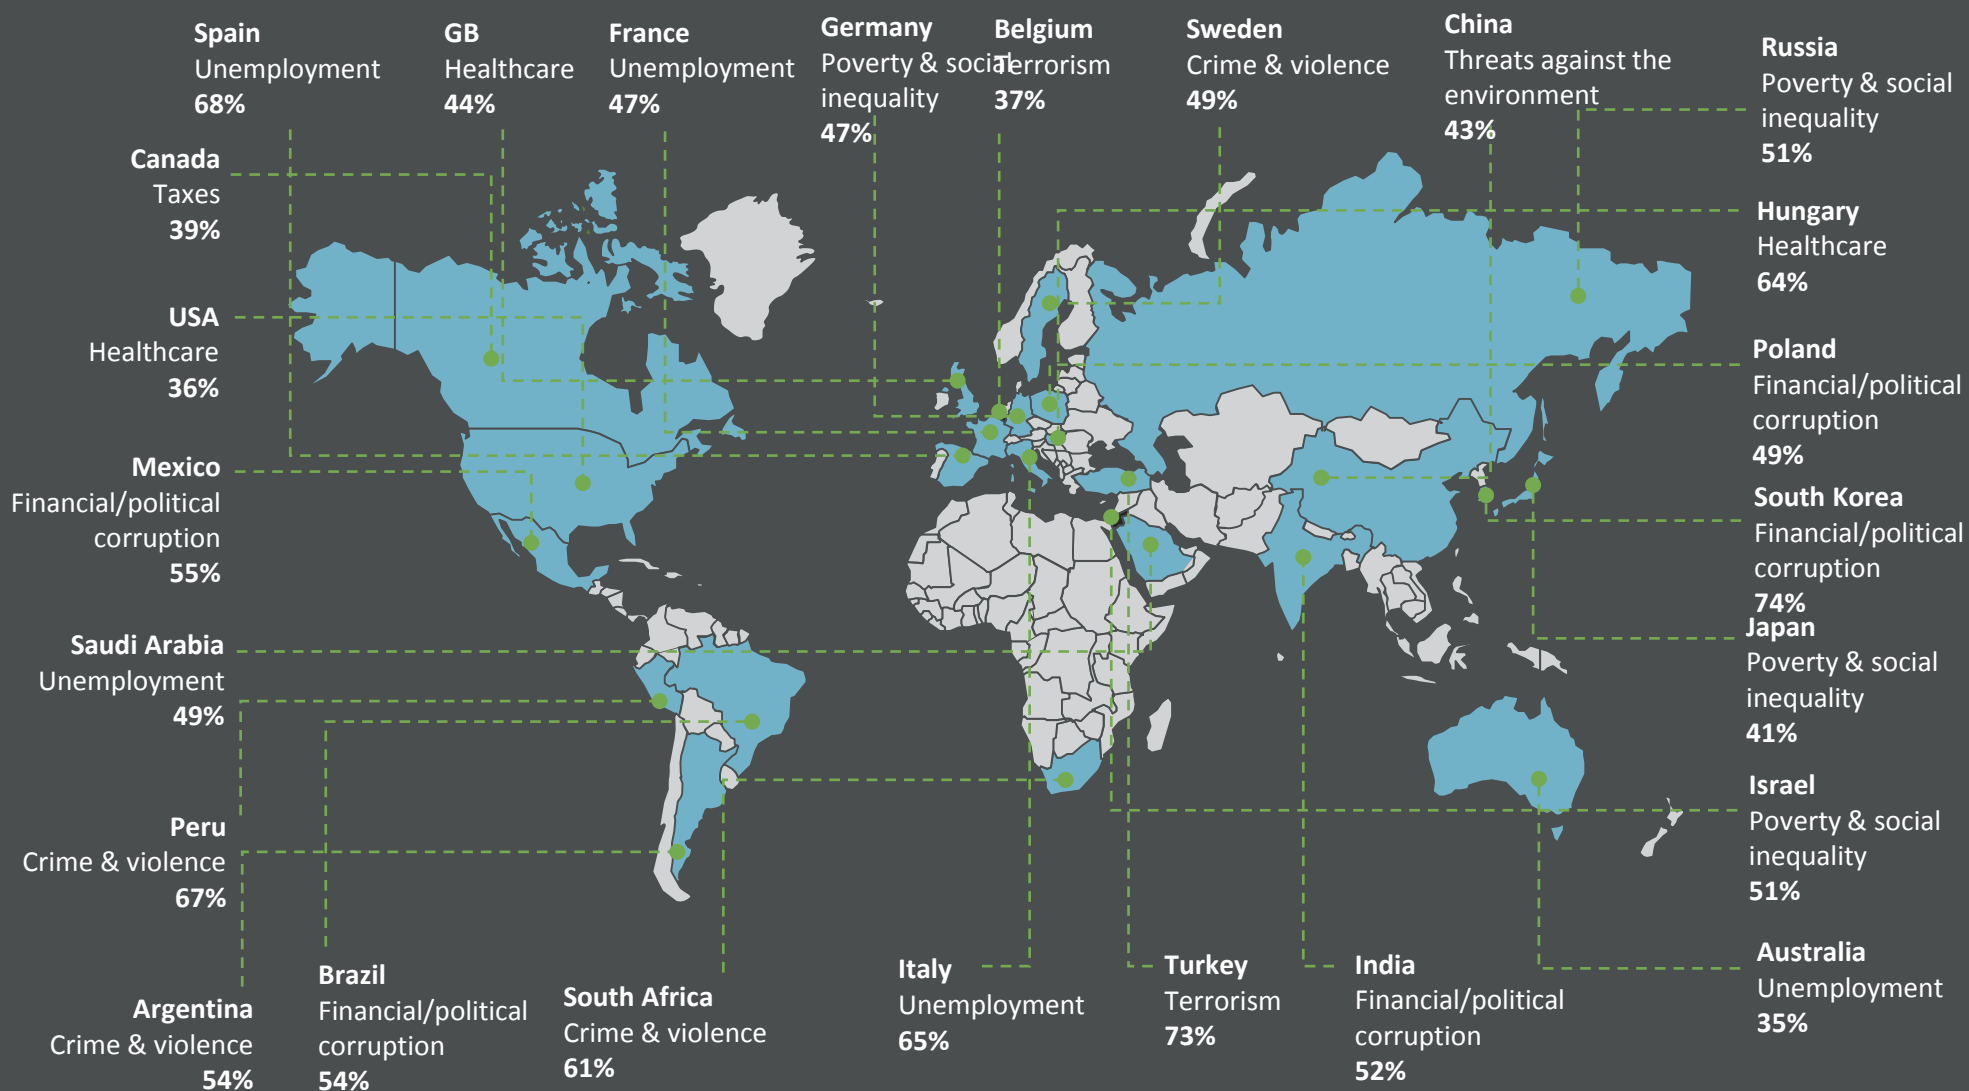 Spain
Unemployment
68%
GB
Healthcare
44%
France
Unemployment
47%
Germany
Poverty & social
inequality
47%
Belgium
Terrorism
37%
Sweden
Crime & violence
49%
China
Threats against the
environment
43%
Russia
Poverty & social
inequality
51%
Canada
Taxes
39%
Hungary
Healthcare
64%
USA
Healthcare
36%
Poland
Financial/political
corruption
49%
Mexico
Financial/political
corruption
55%
South Korea
Financial/political
corruption
74%
Saudi Arabia
Unemployment
49%
Japan
Poverty & social
inequality
41%
Peru
Crime & violence
67%
Israel
Poverty & social
inequality
51%
Argentina
Crime & violence
54%
Brazil
Financial/political
corruption
54%
South Africa
Crime & violence
61%
Italy
Unemployment
65%
Turkey
Terrorism
73%
India
Financial/political
corruption
52%
Australia
Unemployment
35%